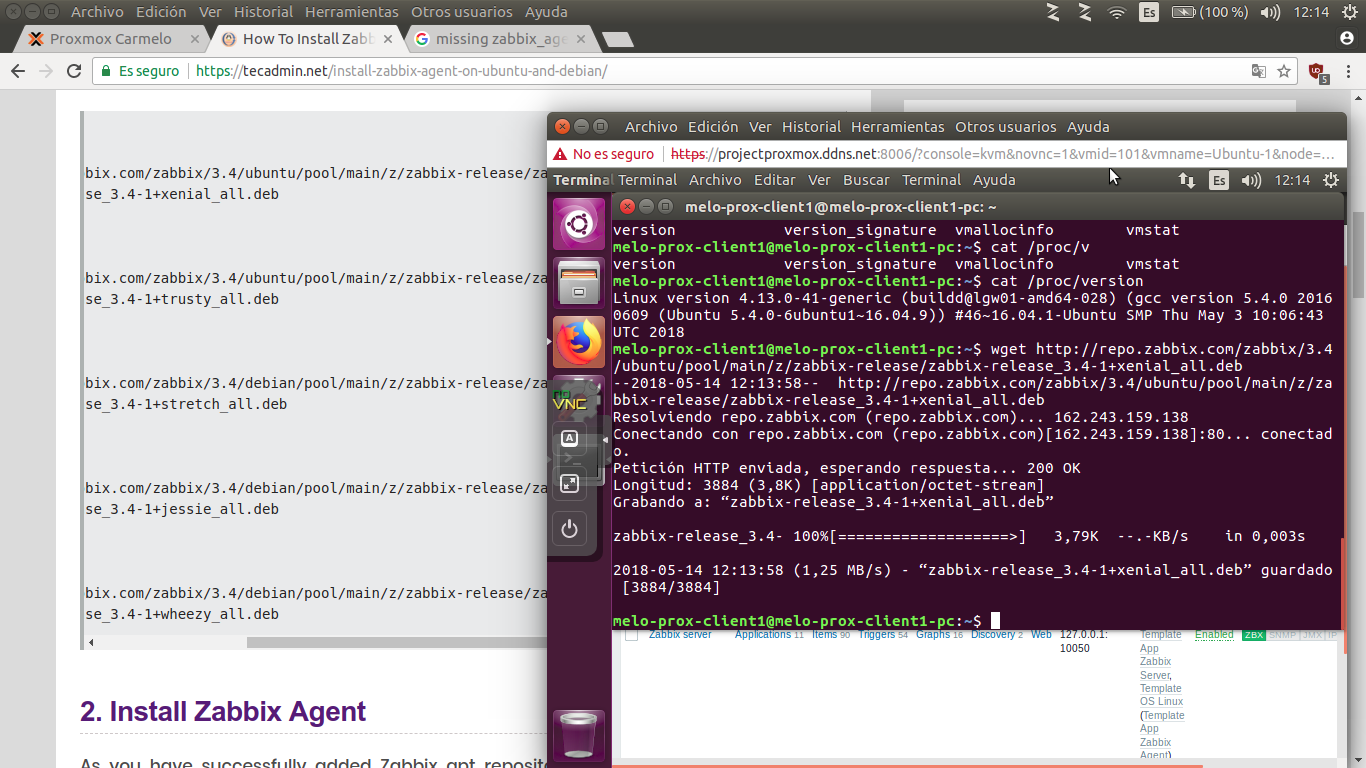 Archivo Edición Ver Historial Herramientas Otros usuarios Ayuda
Es (100 %) 12:14
Proxmox Carmelo
How To Install Zabb
missing zabbix_age
Es seguro https://tecadmin.net/install-zabbix-agent-on-ubuntu-and-debian/
5
bix.com/zabbix/3.4/ubuntu/pool/main/z/zabbix-release/za
se_3.4-1+xenial_all.deb
bix.com/zabbix/3.4/ubuntu/pool/main/z/zabbix-release/za
se_3.4-1+trusty_all.deb
bix.com/zabbix/3.4/debian/pool/main/z/zabbix-release/za
se_3.4-1+stretch_all.deb
bix.com/zabbix/3.4/debian/pool/main/z/zabbix-release/za
se_3.4-1+jessie_all.deb
bix.com/zabbix/3.4/debian/pool/main/z/zabbix-release/za
se_3.4-1+wheezy_all.deb
2. Install Zabbix Agent
As you have successfully added Zabbix apt reposito
Archivo Edición Ver Historial Herramientas Otros usuarios Ayuda
No es seguro https://projectproxmox.ddns.net:8006/?console=kvm&novnc=1&vmid=101&vmname=Ubuntu-1&node=...
Terminal Terminal Archivo Editar Ver Buscar Terminal Ayuda
Es 12:14
melo-prox-client1@melo-prox-client1-pc: ~
version version_signature vmallocinfo vmstat
melo-prox-client1@melo-prox-client1-pc:~$ cat /proc/v
version version_signature vmallocinfo vmstat
melo-prox-client1@melo-prox-client1-pc:~$ cat /proc/version
Linux version 4.13.0-41-generic (buildd@lgw01-amd64-028) (gcc version 5.4.0 2016
0609 (Ubuntu 5.4.0-6ubuntu1~16.04.9)) #46~16.04.1-Ubuntu SMP Thu May 3 10:06:43
UTC 2018
melo-prox-client1@melo-prox-client1-pc:~$ wget http://repo.zabbix.com/zabbix/3.4
/ubuntu/pool/main/z/zabbix-release/zabbix-release_3.4-1+xenial_all.deb
--2018-05-14 12:13:58-- http://repo.zabbix.com/zabbix/3.4/ubuntu/pool/main/z/za
bbix-release/zabbix-release_3.4-1+xenial_all.deb
Resolviendo repo.zabbix.com (repo.zabbix.com)... 162.243.159.138
Conectando con repo.zabbix.com (repo.zabbix.com)[162.243.159.138]:80... conectad
o.
Petición HTTP enviada, esperando respuesta... 200 OK
Longitud: 3884 (3,8K) [application/octet-stream]
Grabando a: “zabbix-release_3.4-1+xenial_all.deb”
zabbix-release_3.4- 100%[===================>] 3,79K --.-KB/s in 0,003s
2018-05-14 12:13:58 (1,25 MB/s) - “zabbix-release_3.4-1+xenial_all.deb” guardado
[3884/3884]
melo-prox-client1@melo-prox-client1-pc:~$
no
VNC
A
Zabbix server Applications 11 Items 90 Triggers 54 Graphs 16 Discovery 2 Web 127.0.0.1: Template Enabled ZBX SNMP JMX IP
10050 App
Zabbix
Server,
Template
OS Linux
(Template
App
Zabbix
Agent)